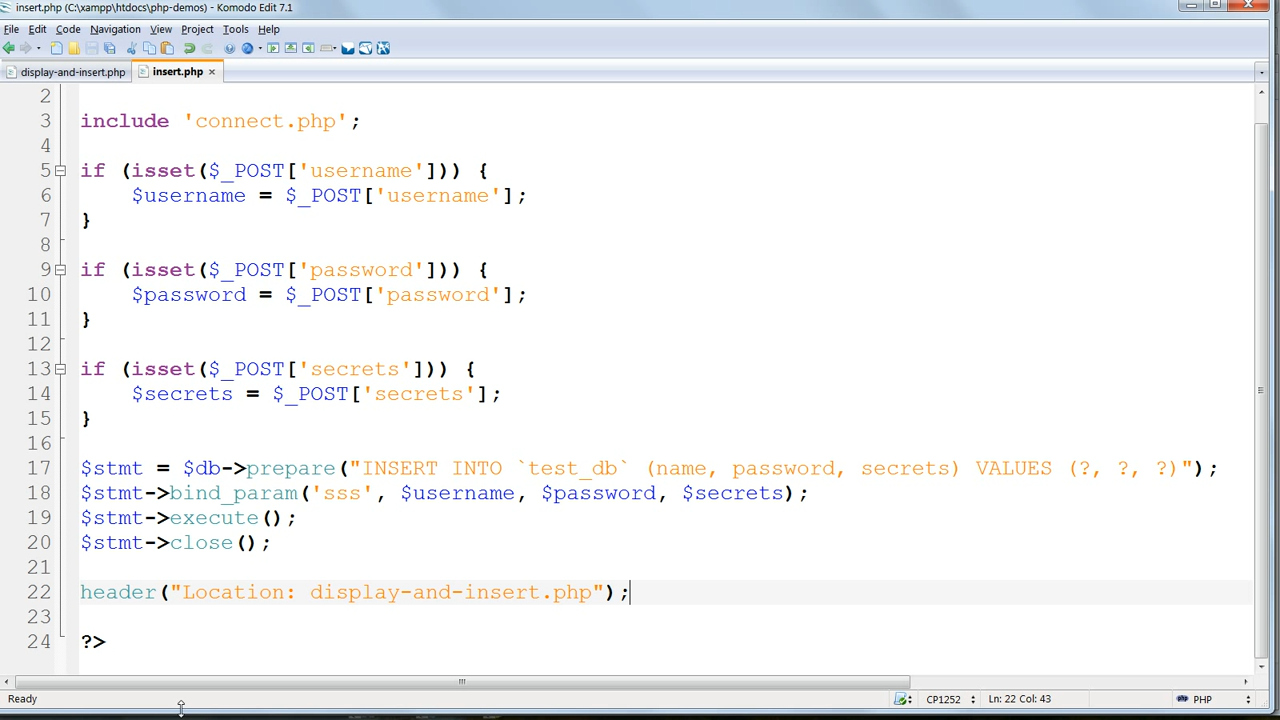 insert.php (C:\xampp\htdocs\php-demos) - Komodo Edit 7.1
File Edit Code Navigation View Project Tools Help
display-and-insert.php insert.php
2
3 include 'connect.php';
4
5 if (isset($_POST['username'])) {
6 $username = $_POST['username'];
7 }
8
9 if (isset($_POST['password'])) {
10 $password = $_POST['password'];
11 }
12
13 if (isset($_POST['secrets'])) {
14 $secrets = $_POST['secrets'];
15 }
16
17 $stmt = $db->prepare("INSERT INTO `test_db` (name, password, secrets) VALUES (?, ?, ?)");
18 $stmt->bind_param('sss', $username, $password, $secrets);
19 $stmt->execute();
20 $stmt->close();
21
22 header("Location: display-and-insert.php");
23
24 ?>
Ready CP1252 Ln: 22 Col: 43 PHP